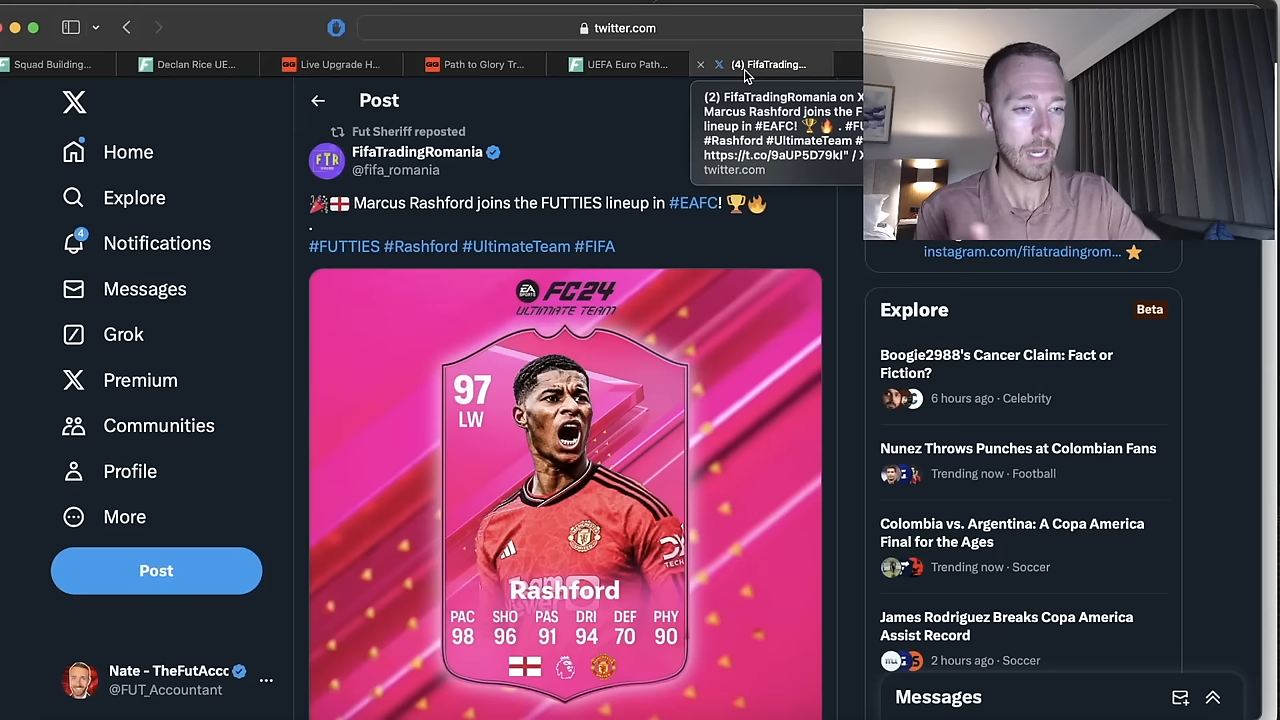 twitter.com
Squad Building...
Declan Rice UE...
Live Upgrade H...
Path to Glory Tr...
UEFA Euro Path...
(4) FifaTrading...
(2) FifaTradingRomania on X
Marcus Rashford joins the F
lineup in #EAFC! 🏆🔥 . #FU
#Rashford #UltimateTeam #
https://t.co/9aUP5D79kI" / X
twitter.com
Home
Explore
Notifications
4
Messages
Grok
Premium
Communities
Profile
More
Post
Nate - TheFutAccc
@FUT_Accountant
Post
Fut Sheriff reposted
FTR
FifaTradingRomania
@fifa_romania
🎉🏴󠁧󠁢󠁥󠁮󠁧󠁿 Marcus Rashford joins the FUTTIES lineup in #EAFC! 🏆🔥
.
#FUTTIES #Rashford #UltimateTeam #FIFA
EA SPORTS FC24
ULTIMATE TEAM
97
LW
TECH
Rashford
PAC SHO PAS DRI DEF PHY
98 96 91 94 70 90
instagram.com/fifatradingrom... ⭐
Explore
Beta
Boogie2988's Cancer Claim: Fact or
Fiction?
6 hours ago · Celebrity
Nunez Throws Punches at Colombian Fans
Trending now · Football
Colombia vs. Argentina: A Copa America
Final for the Ages
Trending now · Soccer
James Rodriguez Breaks Copa America
Assist Record
2 hours ago · Soccer
Messages